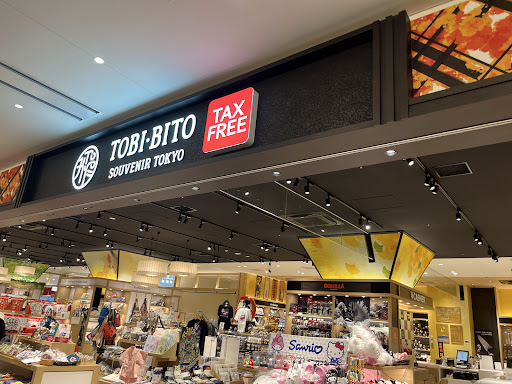 TOBI·BITO
SOUVENIR TOKYO
TAX
FREE
Sanrio